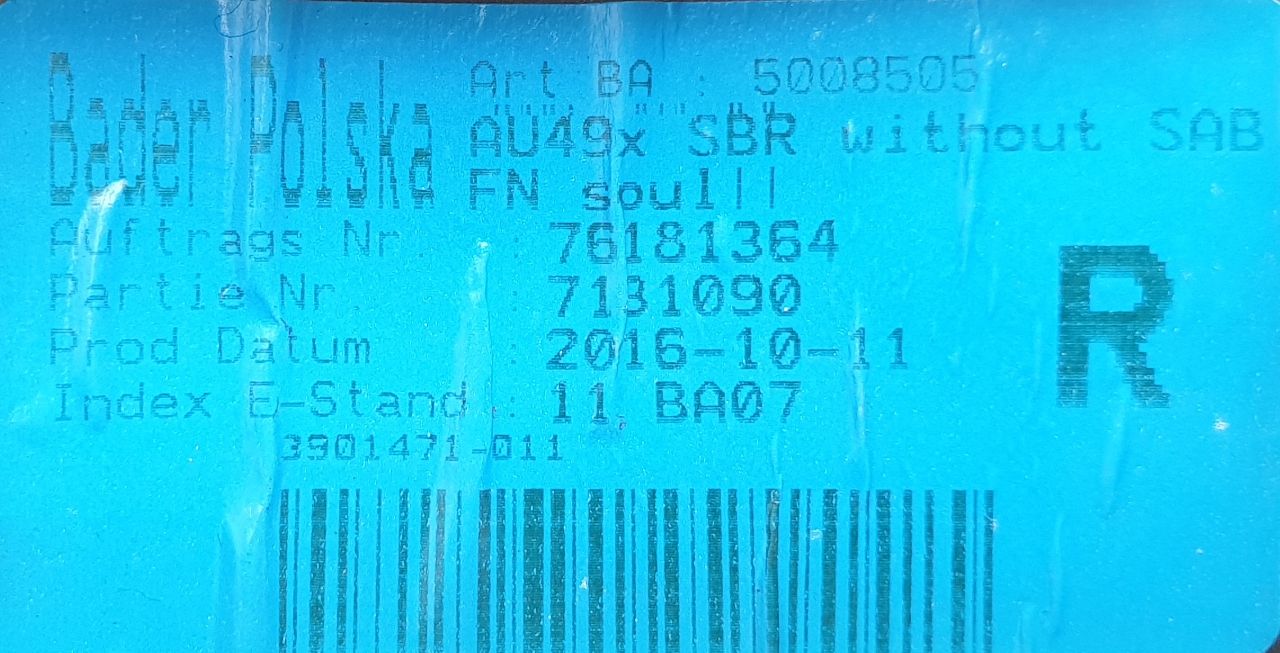 Bader Polska
Art BA : 5008505
AU49x SBR without SAB
FN soul||
Auftrags Nr. : 76181364
Partie Nr. : 7131090
Prod Datum : 2016-10-11
Index E-Stand : 11 BA07
3901471-011
R